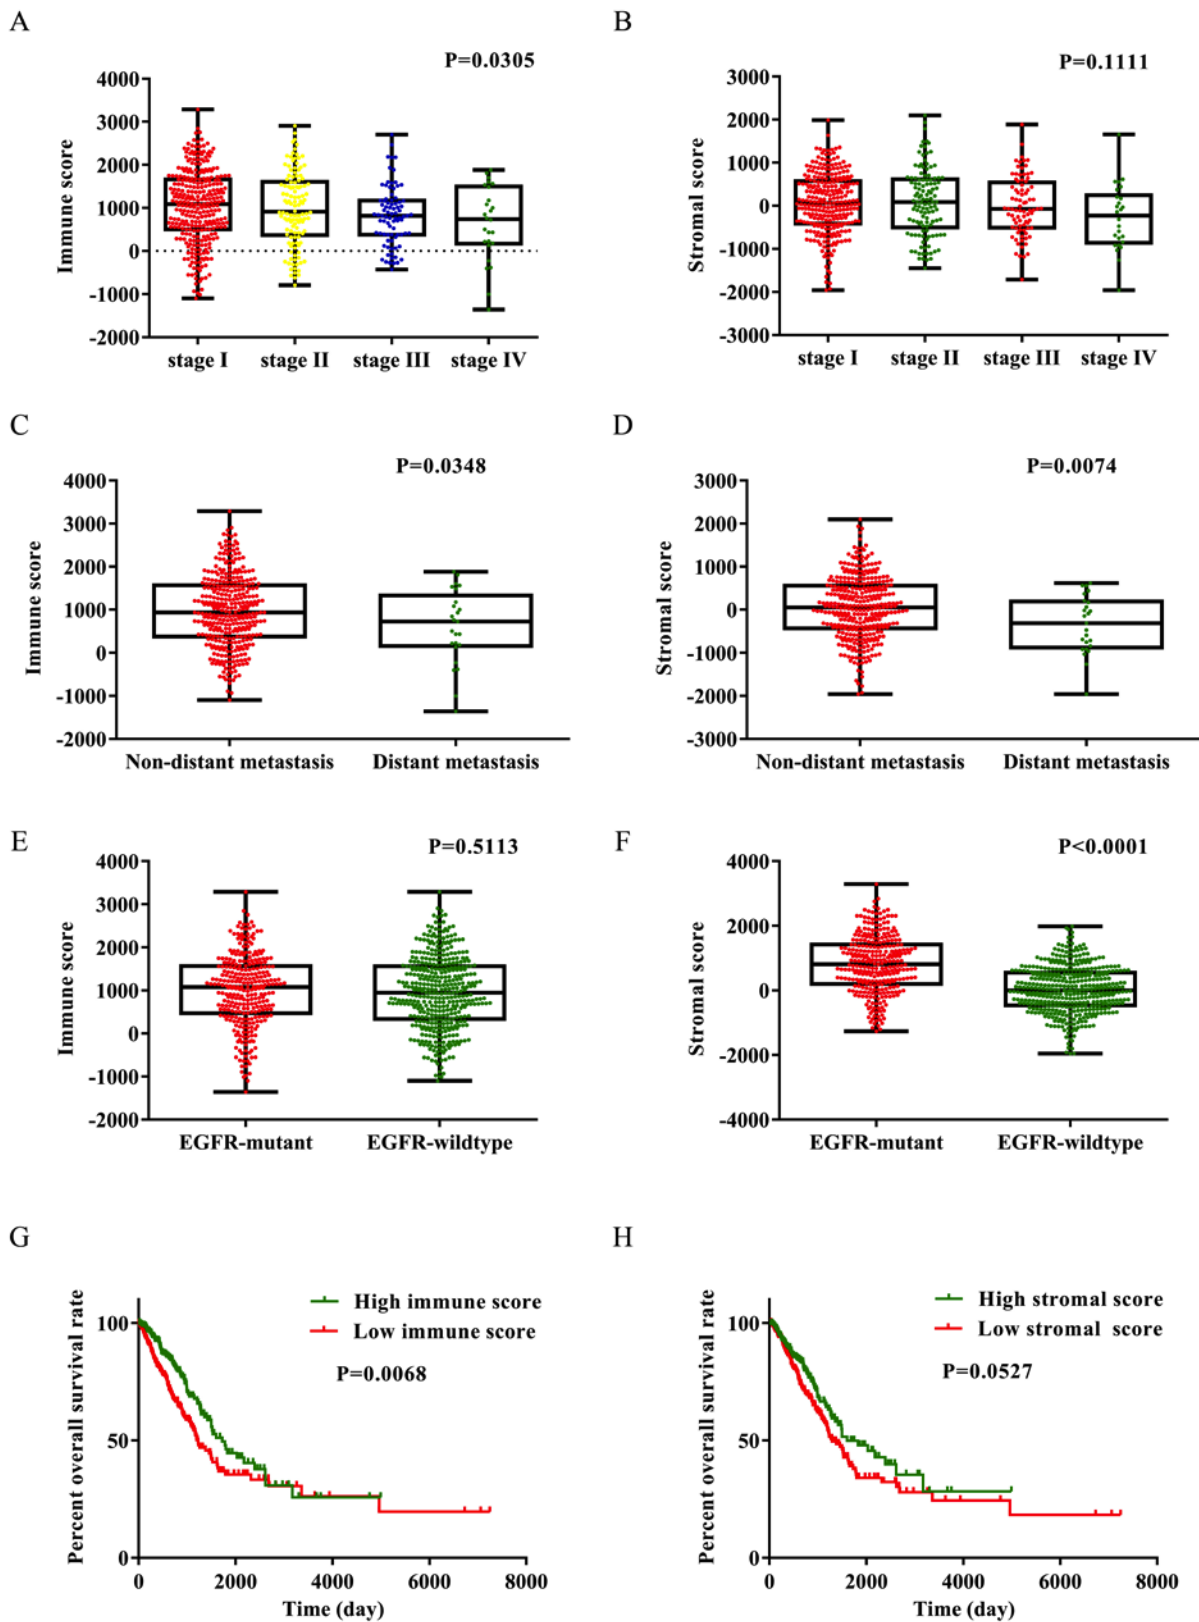 A
P=0.0305
Immune score
4000
3000
2000
1000
0
-1000
-2000
stage I stage II stage III stage IV
B
P=0.1111
Stromal score
3000
2000
1000
0
-1000
-2000
-3000
stage I stage II stage III stage IV
C
P=0.0348
Immune score
4000
3000
2000
1000
0
-1000
-2000
Non-distant metastasis Distant metastasis
D
P=0.0074
Stromal score
3000
2000
1000
0
-1000
-2000
-3000
Non-distant metastasis Distant metastasis
E
P=0.5113
Immune score
4000
3000
2000
1000
0
-1000
-2000
EGFR-mutant EGFR-wildtype
F
P<0.0001
Stromal score
4000
2000
0
-2000
-4000
EGFR-mutant EGFR-wildtype
G
High immune score
Low immune score
P=0.0068
Percent overall survival rate
100
50
0
0 2000 4000 6000 8000
Time (day)
H
High stromal score
Low stromal score
P=0.0527
Percent overall survival rate
100
50
0
0 2000 4000 6000 8000
Time (day)